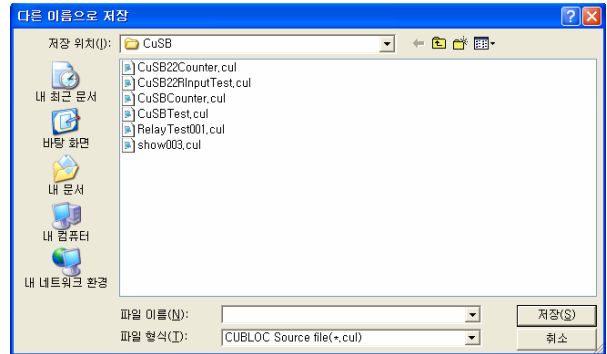 다른 이름으로 저장
저장 위치(I):
CuSB
CuSB22Counter.cul
CuSB22RInputTest.cul
CuSBCounter.cul
CuSBTest.cul
RelayTest001.cul
show003.cul
내 최근 문서
바탕 화면
내 문서
내 컴퓨터
내 네트워크 환경
파일 이름(N):
저장(S)
파일 형식(T):
CUBLOC Source file(*.cul)
취소